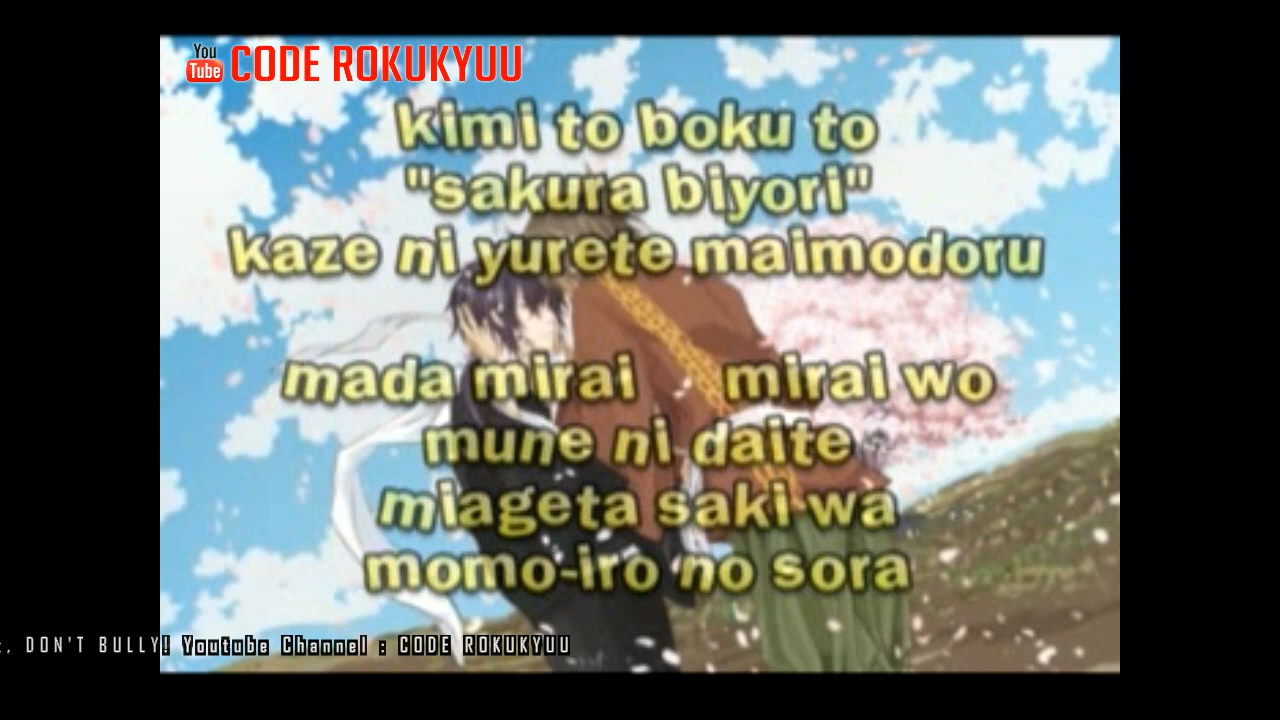 You Tube CODE ROKUKYUU
kimi to boku to
"sakura biyori"
kaze ni yurete maimodoru
mada mirai mirai wo
mune ni daite
miageta saki wa
momo-iro no sora
, DON'T BULLY! Youtube Channel : CODE ROKUKYUU